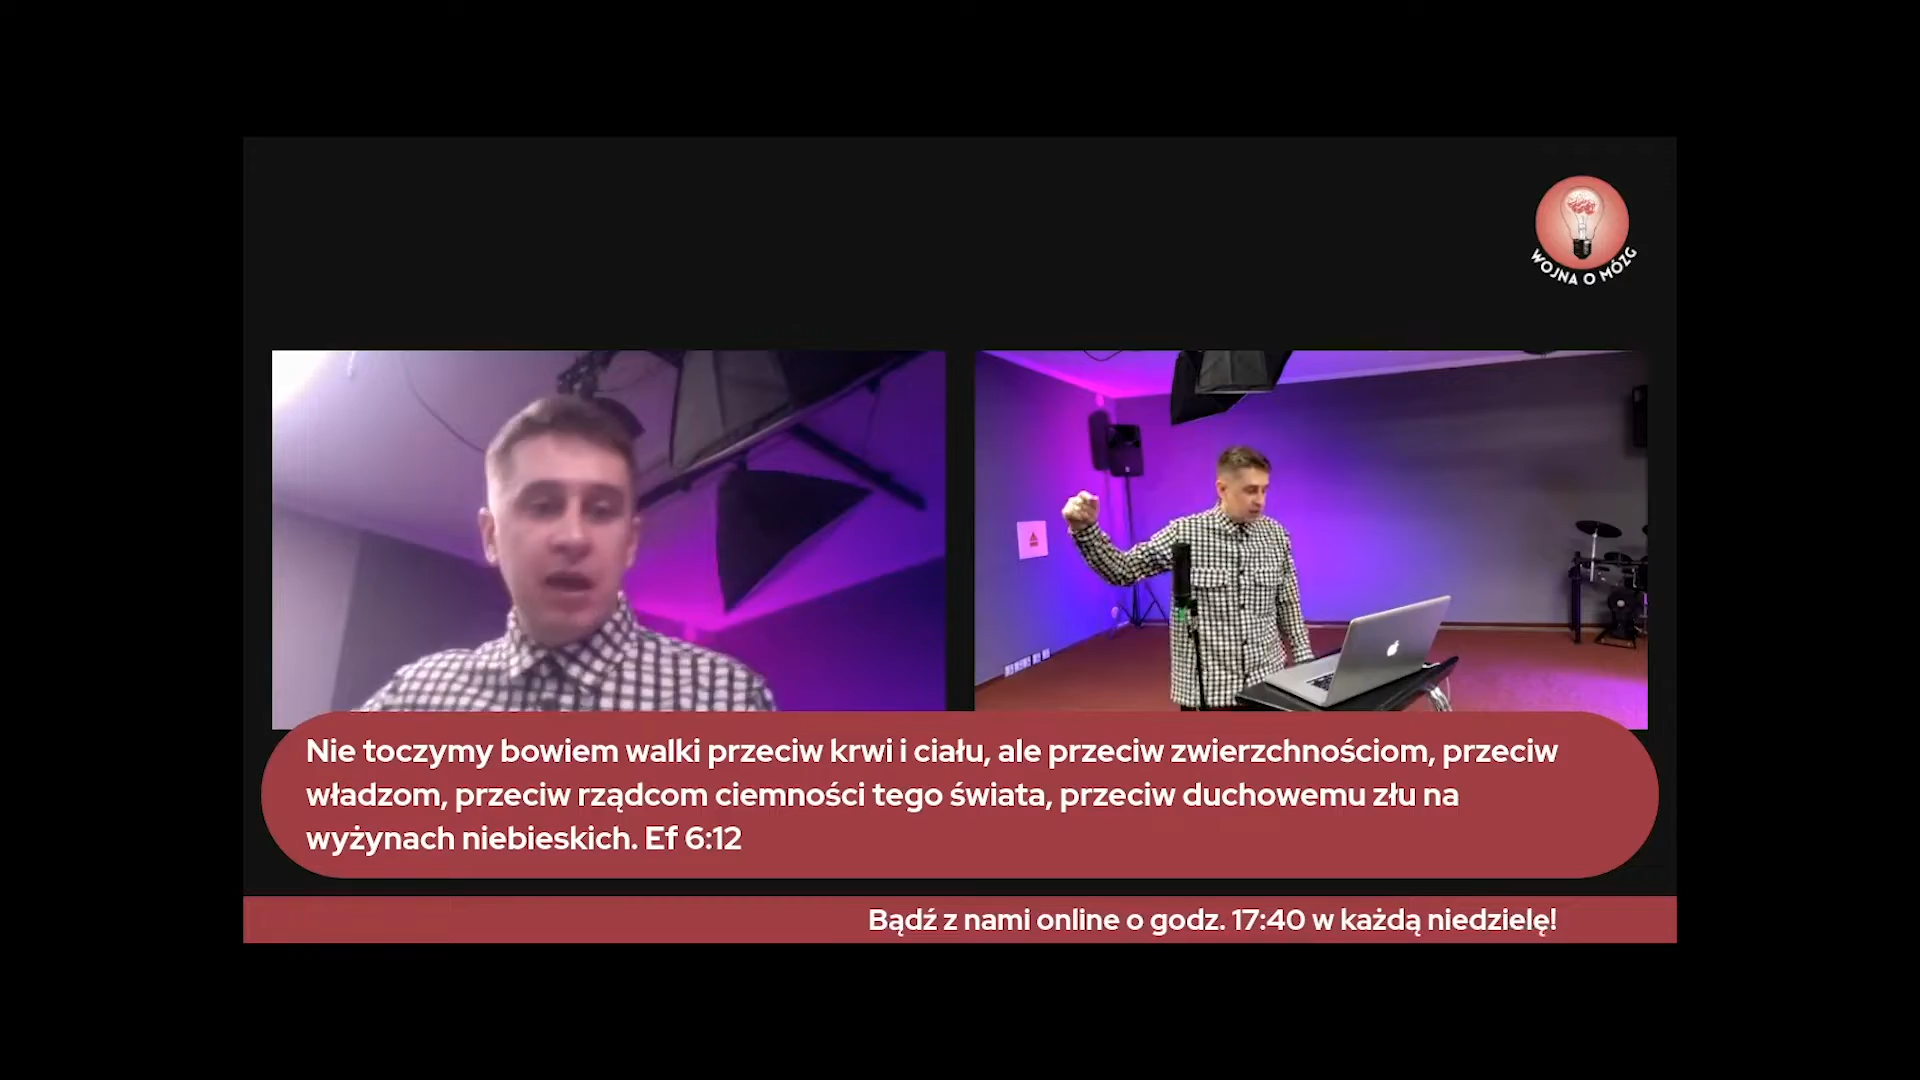 WOJNA O MÓZG
Nie toczymy bowiem walki przeciw krwi i ciału, ale przeciw zwierzchnościom, przeciw
władzom, przeciw rządcom ciemności tego świata, przeciw duchowemu złu na
wyżynach niebieskich. Ef 6:12
Bądź z nami online o godz. 17:40 w każdą niedzielę!